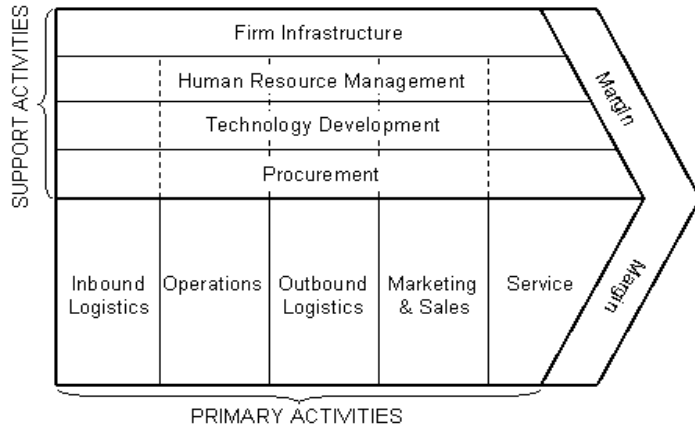 SUPPORT ACTIVITIES
Firm Infrastructure
Human Resource Management
Technology Development
Procurement
Margin
Inbound
Logistics
Operations
Outbound
Logistics
Marketing
& Sales
Service
Margin
PRIMARY ACTIVITIES